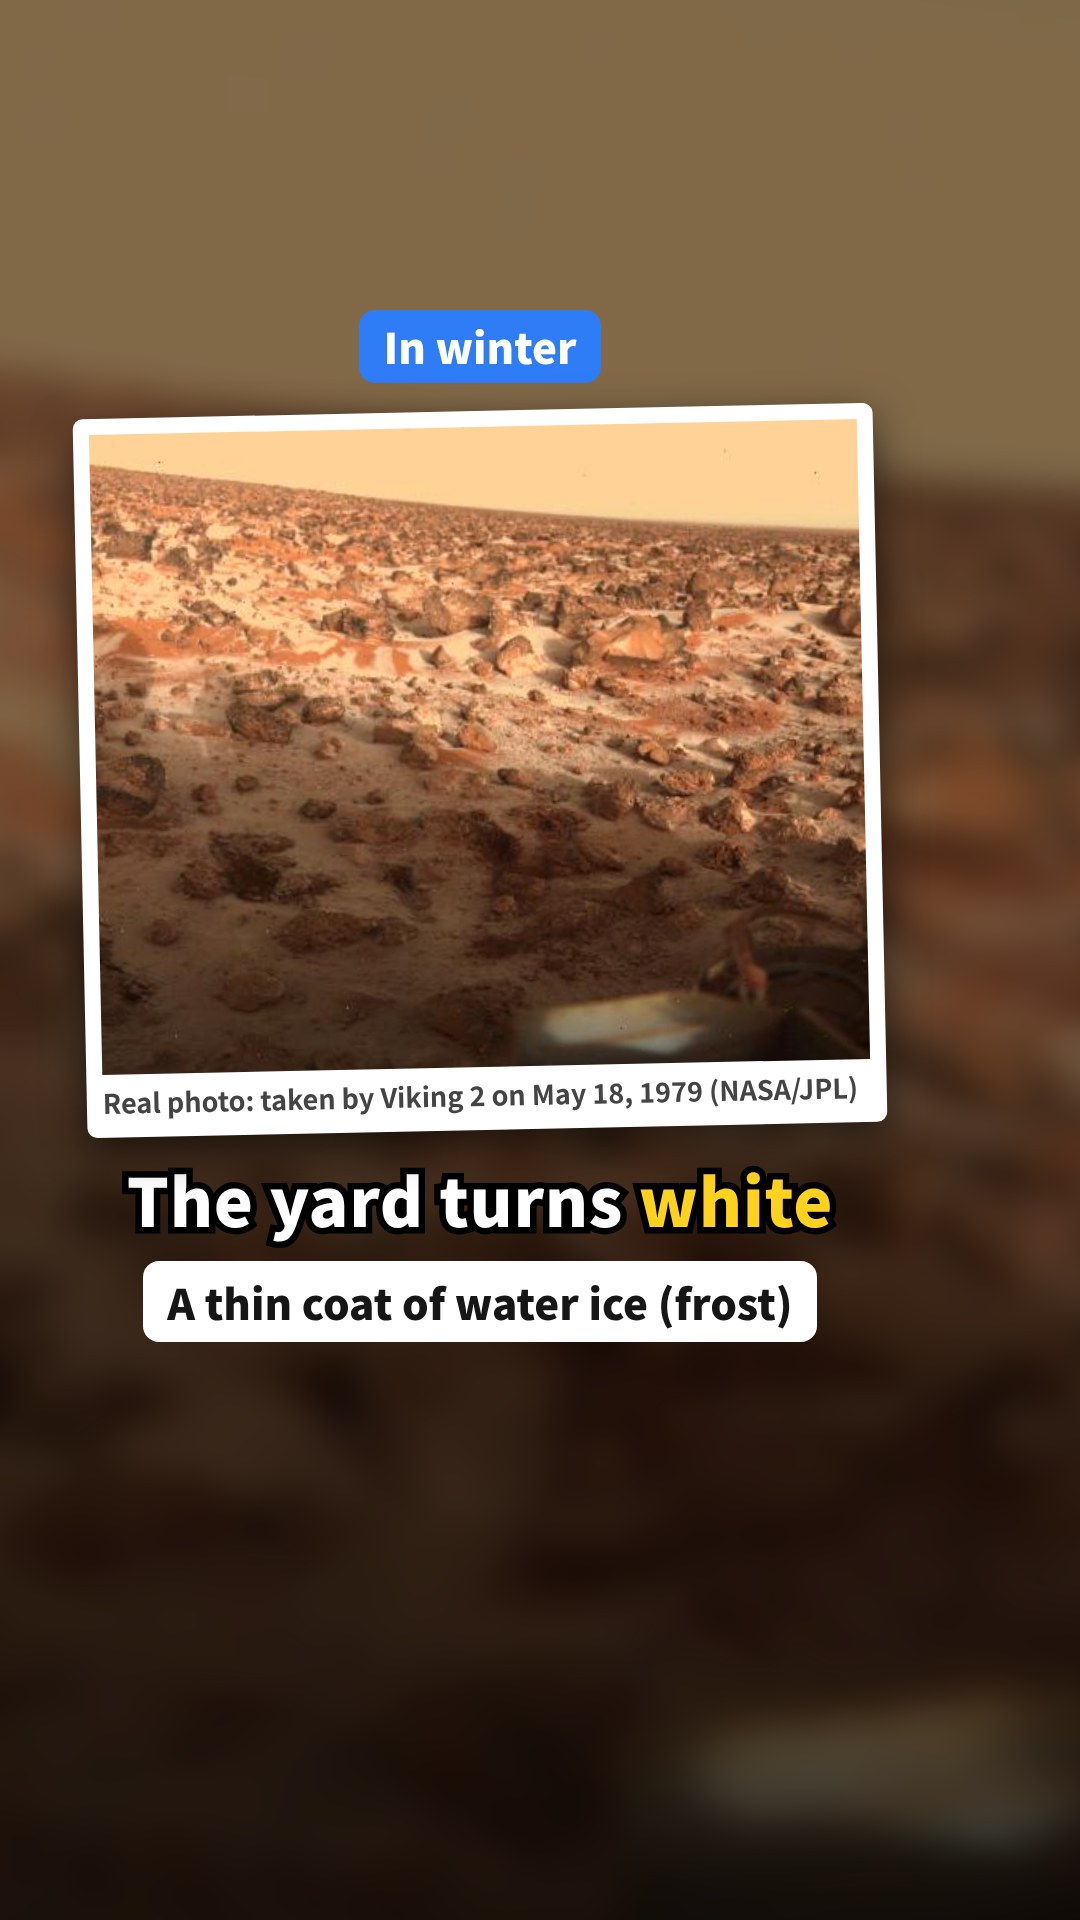 In winter
Real photo: taken by Viking 2 on May 18, 1979 (NASA/JPL)
The yard turns white
A thin coat of water ice (frost)